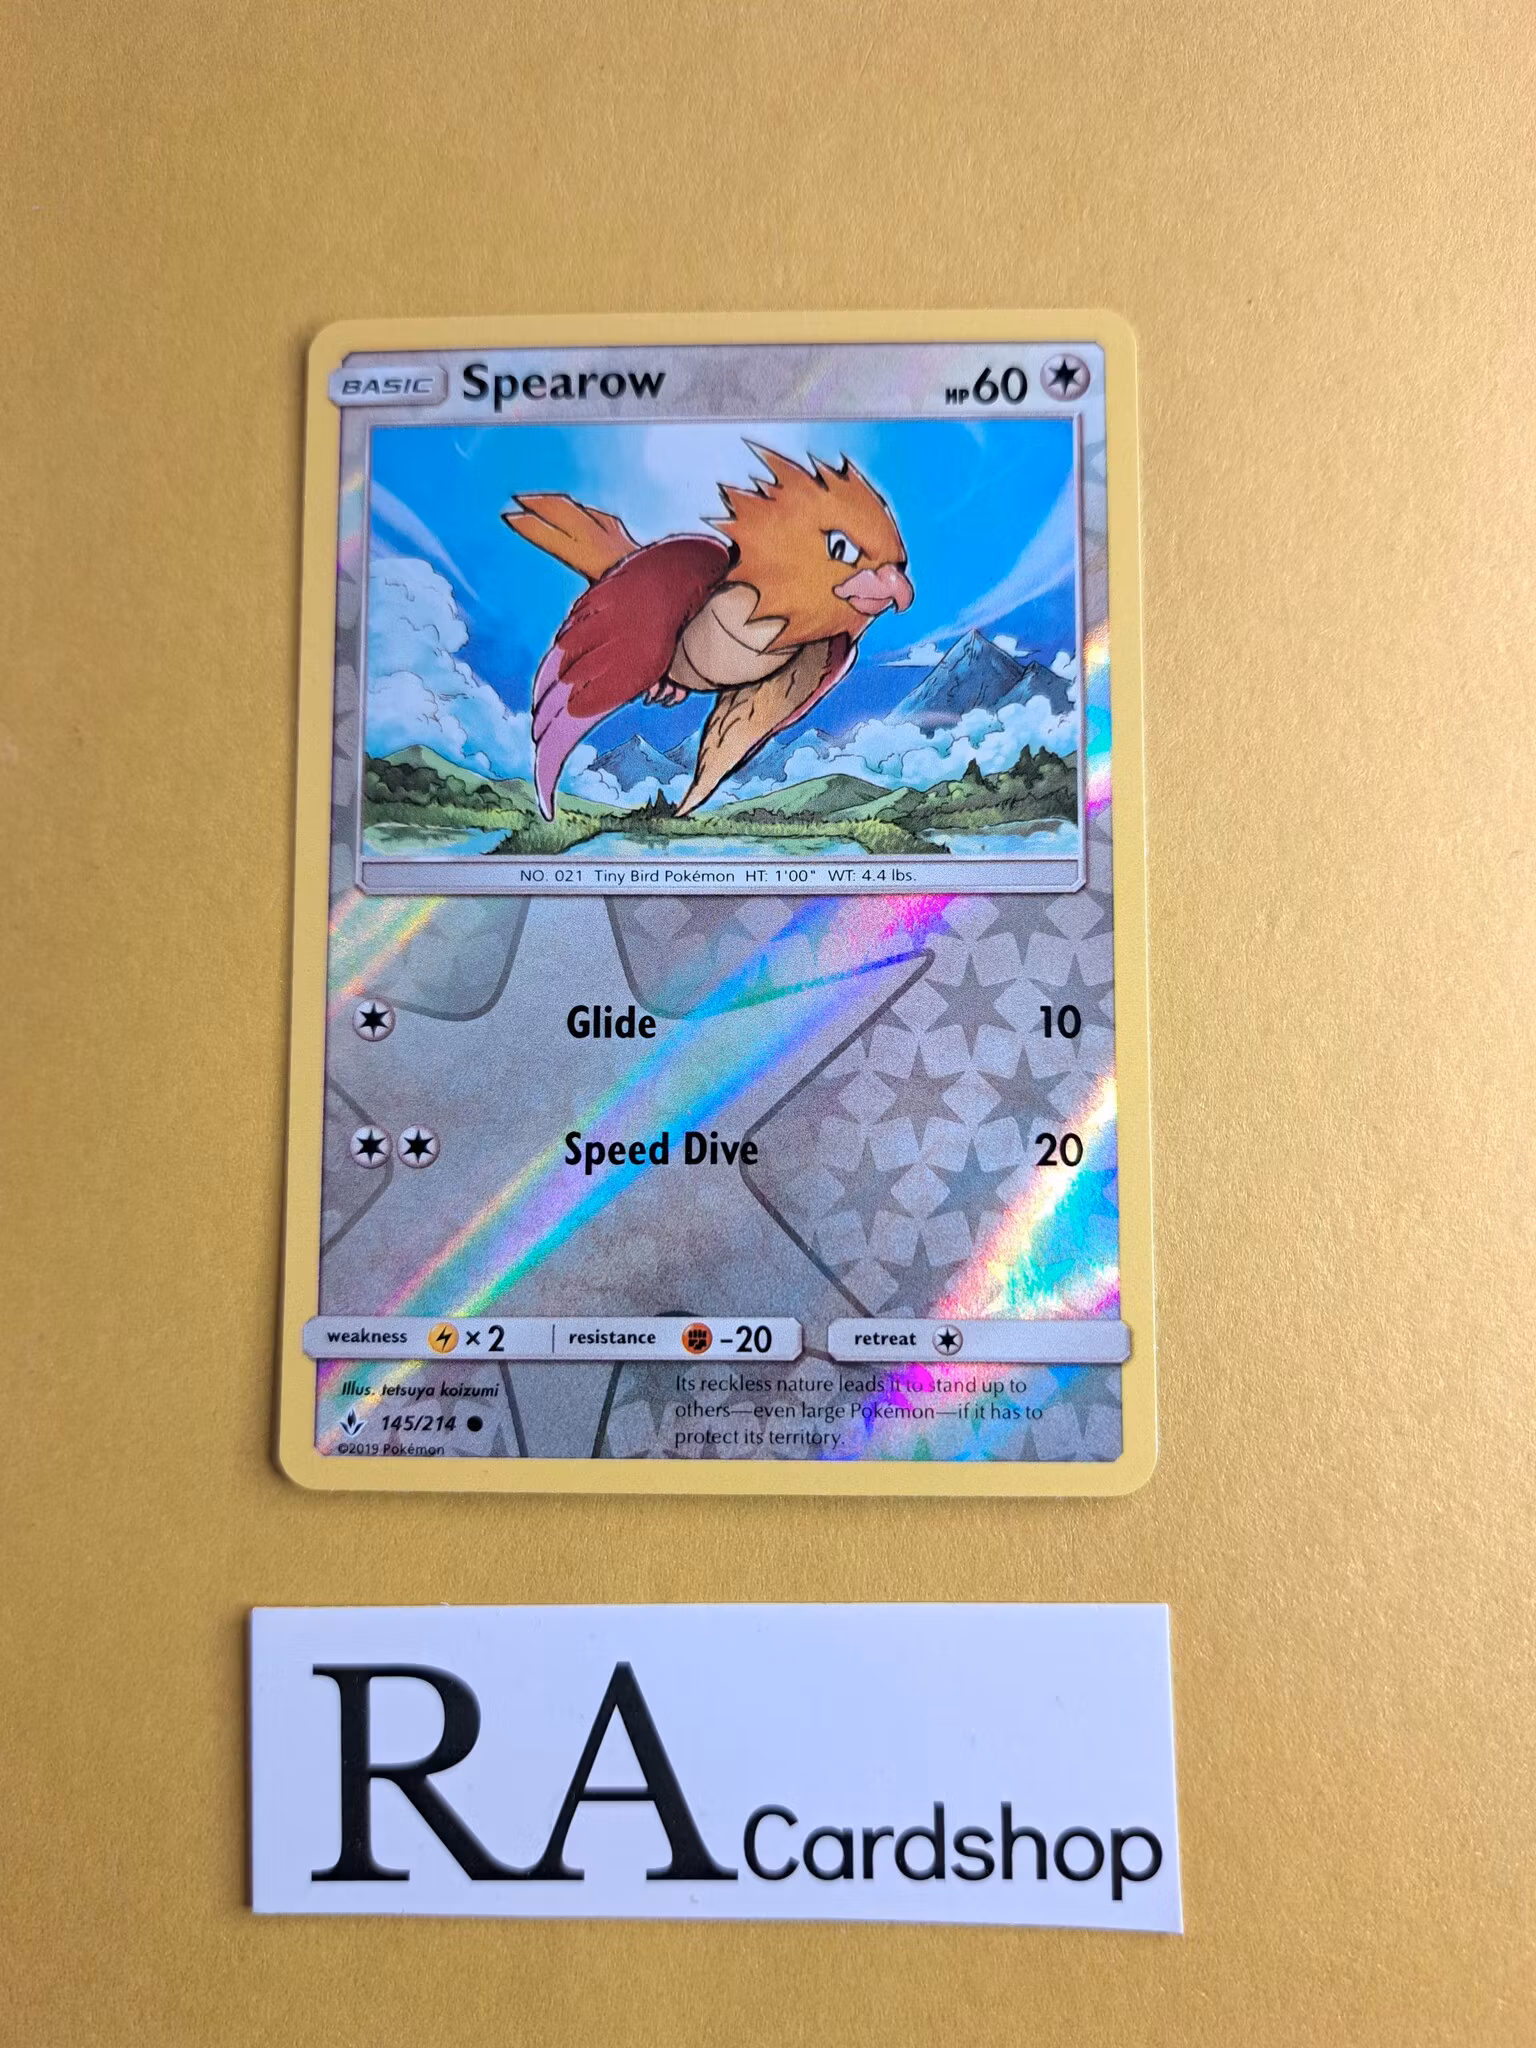 BASIC Spearow HP60
NO. 021 Tiny Bird Pokémon HT: 1'00" WT: 4.4 lbs.
Glide 10
Speed Dive 20
weakness ×2 resistance -20 retreat
Illus. tetsuya koizumi
145/214
©2019 Pokémon
Its reckless nature leads it to stand up to
others—even large Pokémon—if it has to
protect its territory.
RA Cardshop